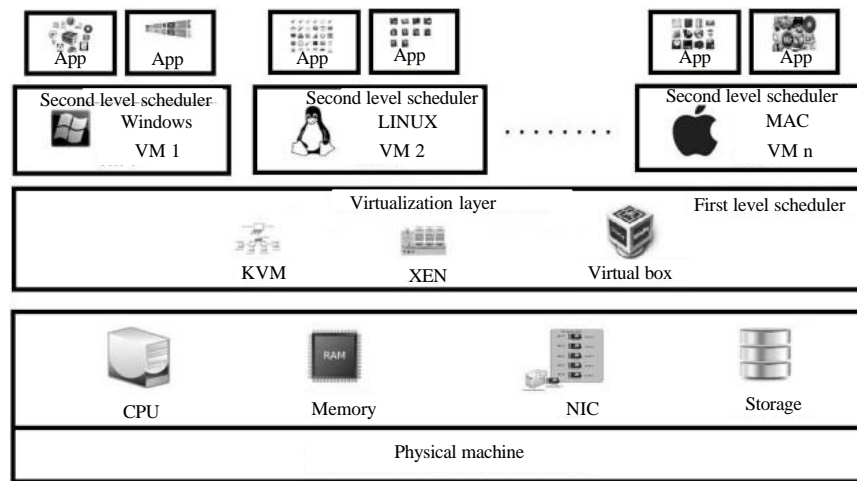 App App App App App App
Second level scheduler Second level scheduler Second level scheduler
Windows LINUX MAC
VM 1 VM 2 VM n
Virtualization layer First level scheduler
KVM XEN Virtual box
RAM
CPU Memory NIC Storage
Physical machine